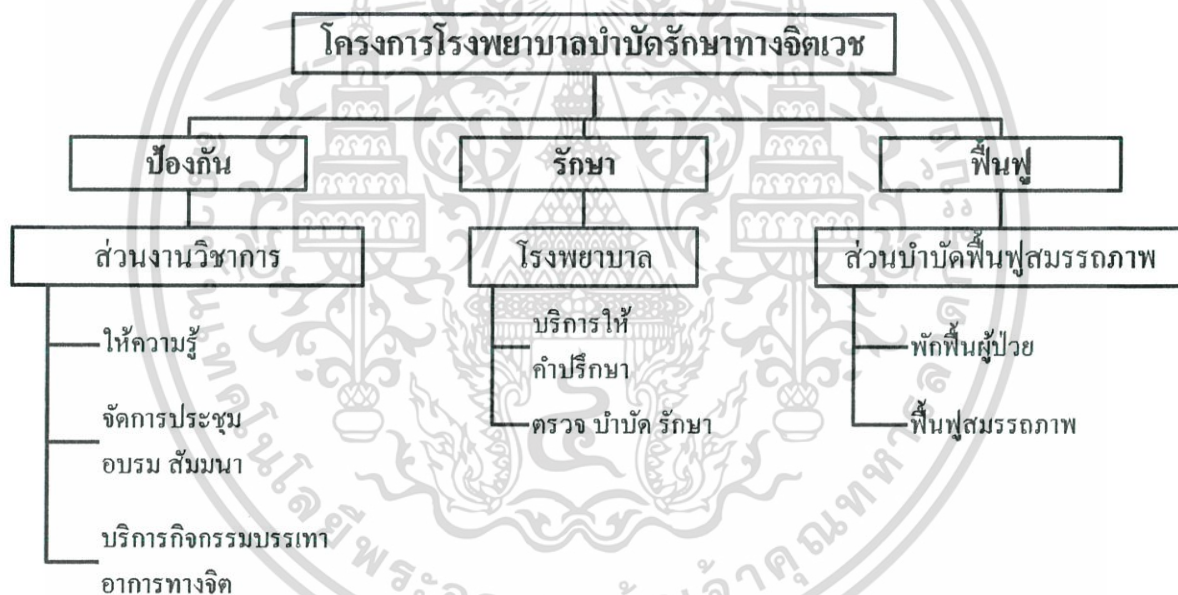 โครงการโรงพยาบาลบำบัดรักษาทางจิตเวช
ป้องกัน
รักษา
ฟื้นฟู
ส่วนงานวิชาการ
โรงพยาบาล
ส่วนบำบัดฟื้นฟูสมรรถภาพ
ให้ความรู้
จัดการประชุม
อบรม สัมมนา
บริการกิจกรรมบรรเทา
อาการทางจิต
บริการให้
คำปรึกษา
ตรวจ บำบัด รักษา
พักฟื้นผู้ป่วย
ฟื้นฟูสมรรถภาพ